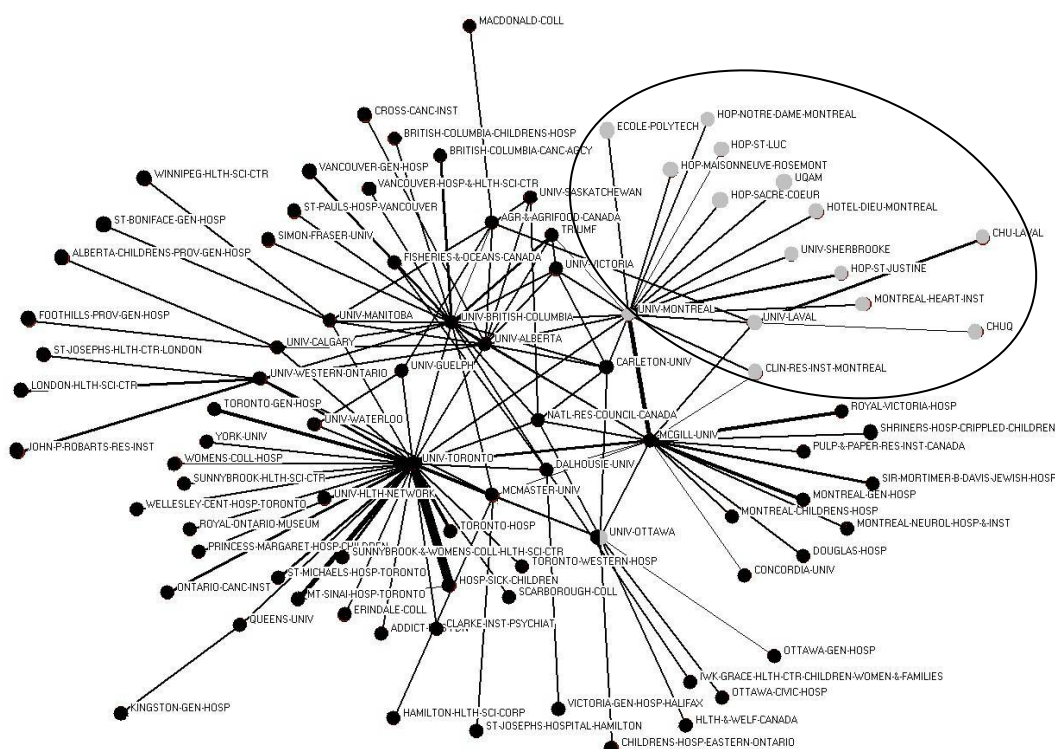 MACDONALD-COLL
CROSS-CANC-INST
HOP-NOTRE-DAME-MONTREAL
ECOLE-POLYTECH
BRITISH-COLUMBIA-CHILDRENS-HOSP
BRITISH-COLUMBIA-CANC-AGCY
HOP-ST-LUC
HOP-MAISONNEUVE-ROSEMONT
VANCOUVER-GEN-HOSP
WINNIPEG-HLTH-SCI-CTR
UQAM
VANCOUVER-HOSP-&-HLTH-SCI-CTR
UNIV-SASKATCHEWAN
HOP-SACRE-COEUR
ST-PAULS-HOSP-VANCOUVER
HOTEL-DIEU-MONTREAL
ST-BONIFACE-GEN-HOSP
AGR-&-AGRIFOOD-CANADA
TRIUMF
CHU-LAVAL
SIMON-FRASER-UNIV
UNIV-SHERBROOKE
ALBERTA-CHILDRENS-PROV-GEN-HOSP
FISHERIES-&-OCEANS-CANADA
UNIV-VICTORIA
HOP-ST-JUSTINE
MONTREAL-HEART-INST
UNIV-MONTREAL
FOOTHILLS-PROV-GEN-HOSP
UNIV-MANITOBA
UNIV-BRITISH-COLUMBIA
UNIV-LAVAL
CHUQ
UNIV-ALBERTA
UNIV-CALGARY
ST-JOSEPHS-HLTH-CTR-LONDON
CARLETON-UNIV
UNIV-GUELPH
CLIN-RES-INST-MONTREAL
UNIV-WESTERN-ONTARIO
LONDON-HLTH-SCI-CTR
TORONTO-GEN-HOSP
ROYAL-VICTORIA-HOSP
NATL-RES-COUNCIL-CANADA
UNIV-WATERLOO
SHRINERS-HOSP-CRIPPLED-CHILDREN
YORK-UNIV
MCGILL-UNIV
JOHN-P-ROBARTS-RES-INST
PULP-&-PAPER-RES-INST-CANADA
WOMENS-COLL-HOSP
UNIV-TORONTO
DALHOUSIE-UNIV
SUNNYBROOK-HLTH-SCI-CTR
SIR-MORTIMER-B-DAVIS-JEWISH-HOSP
UNIV-HLTH-NETWORK
MCMASTER-UNIV
MONTREAL-GEN-HOSP
WELLESLEY-CENT-HOSP-TORONTO
MONTREAL-CHILDRENS-HOSP
ROYAL-ONTARIO-MUSEUM
TORONTO-HOSP
UNIV-OTTAWA
MONTREAL-NEUROL-HOSP-&-INST
PRINCESS-MARGARET-HOSP-CHILDREN
SUNNYBROOK-&-WOMENS-COLL-HLTH-SCI-CTR
DOUGLAS-HOSP
TORONTO-WESTERN-HOSP
ST-MICHAELS-HOSP-TORONTO
CONCORDIA-UNIV
HOSP-SICK-CHILDREN
ONTARIO-CANC-INST
MT-SINAI-HOSP-TORONTO
SCARBOROUGH-COLL
ERINDALE-COLL
QUEENS-UNIV
CLARKE-INST-PSYCHIAT
OTTAWA-GEN-HOSP
IWK-GRACE-HLTH-CTR-CHILDREN-WOMEN-&-FAMILIES
OTTAWA-CIVIC-HOSP
KINGSTON-GEN-HOSP
VICTORIA-GEN-HOSP-HALIFAX
HAMILTON-HLTH-SCI-CORP
HLTH-&-WELF-CANADA
ST-JOSEPHS-HOSPITAL-HAMILTON
CHILDRENS-HOSP-EASTERN-ONTARIO